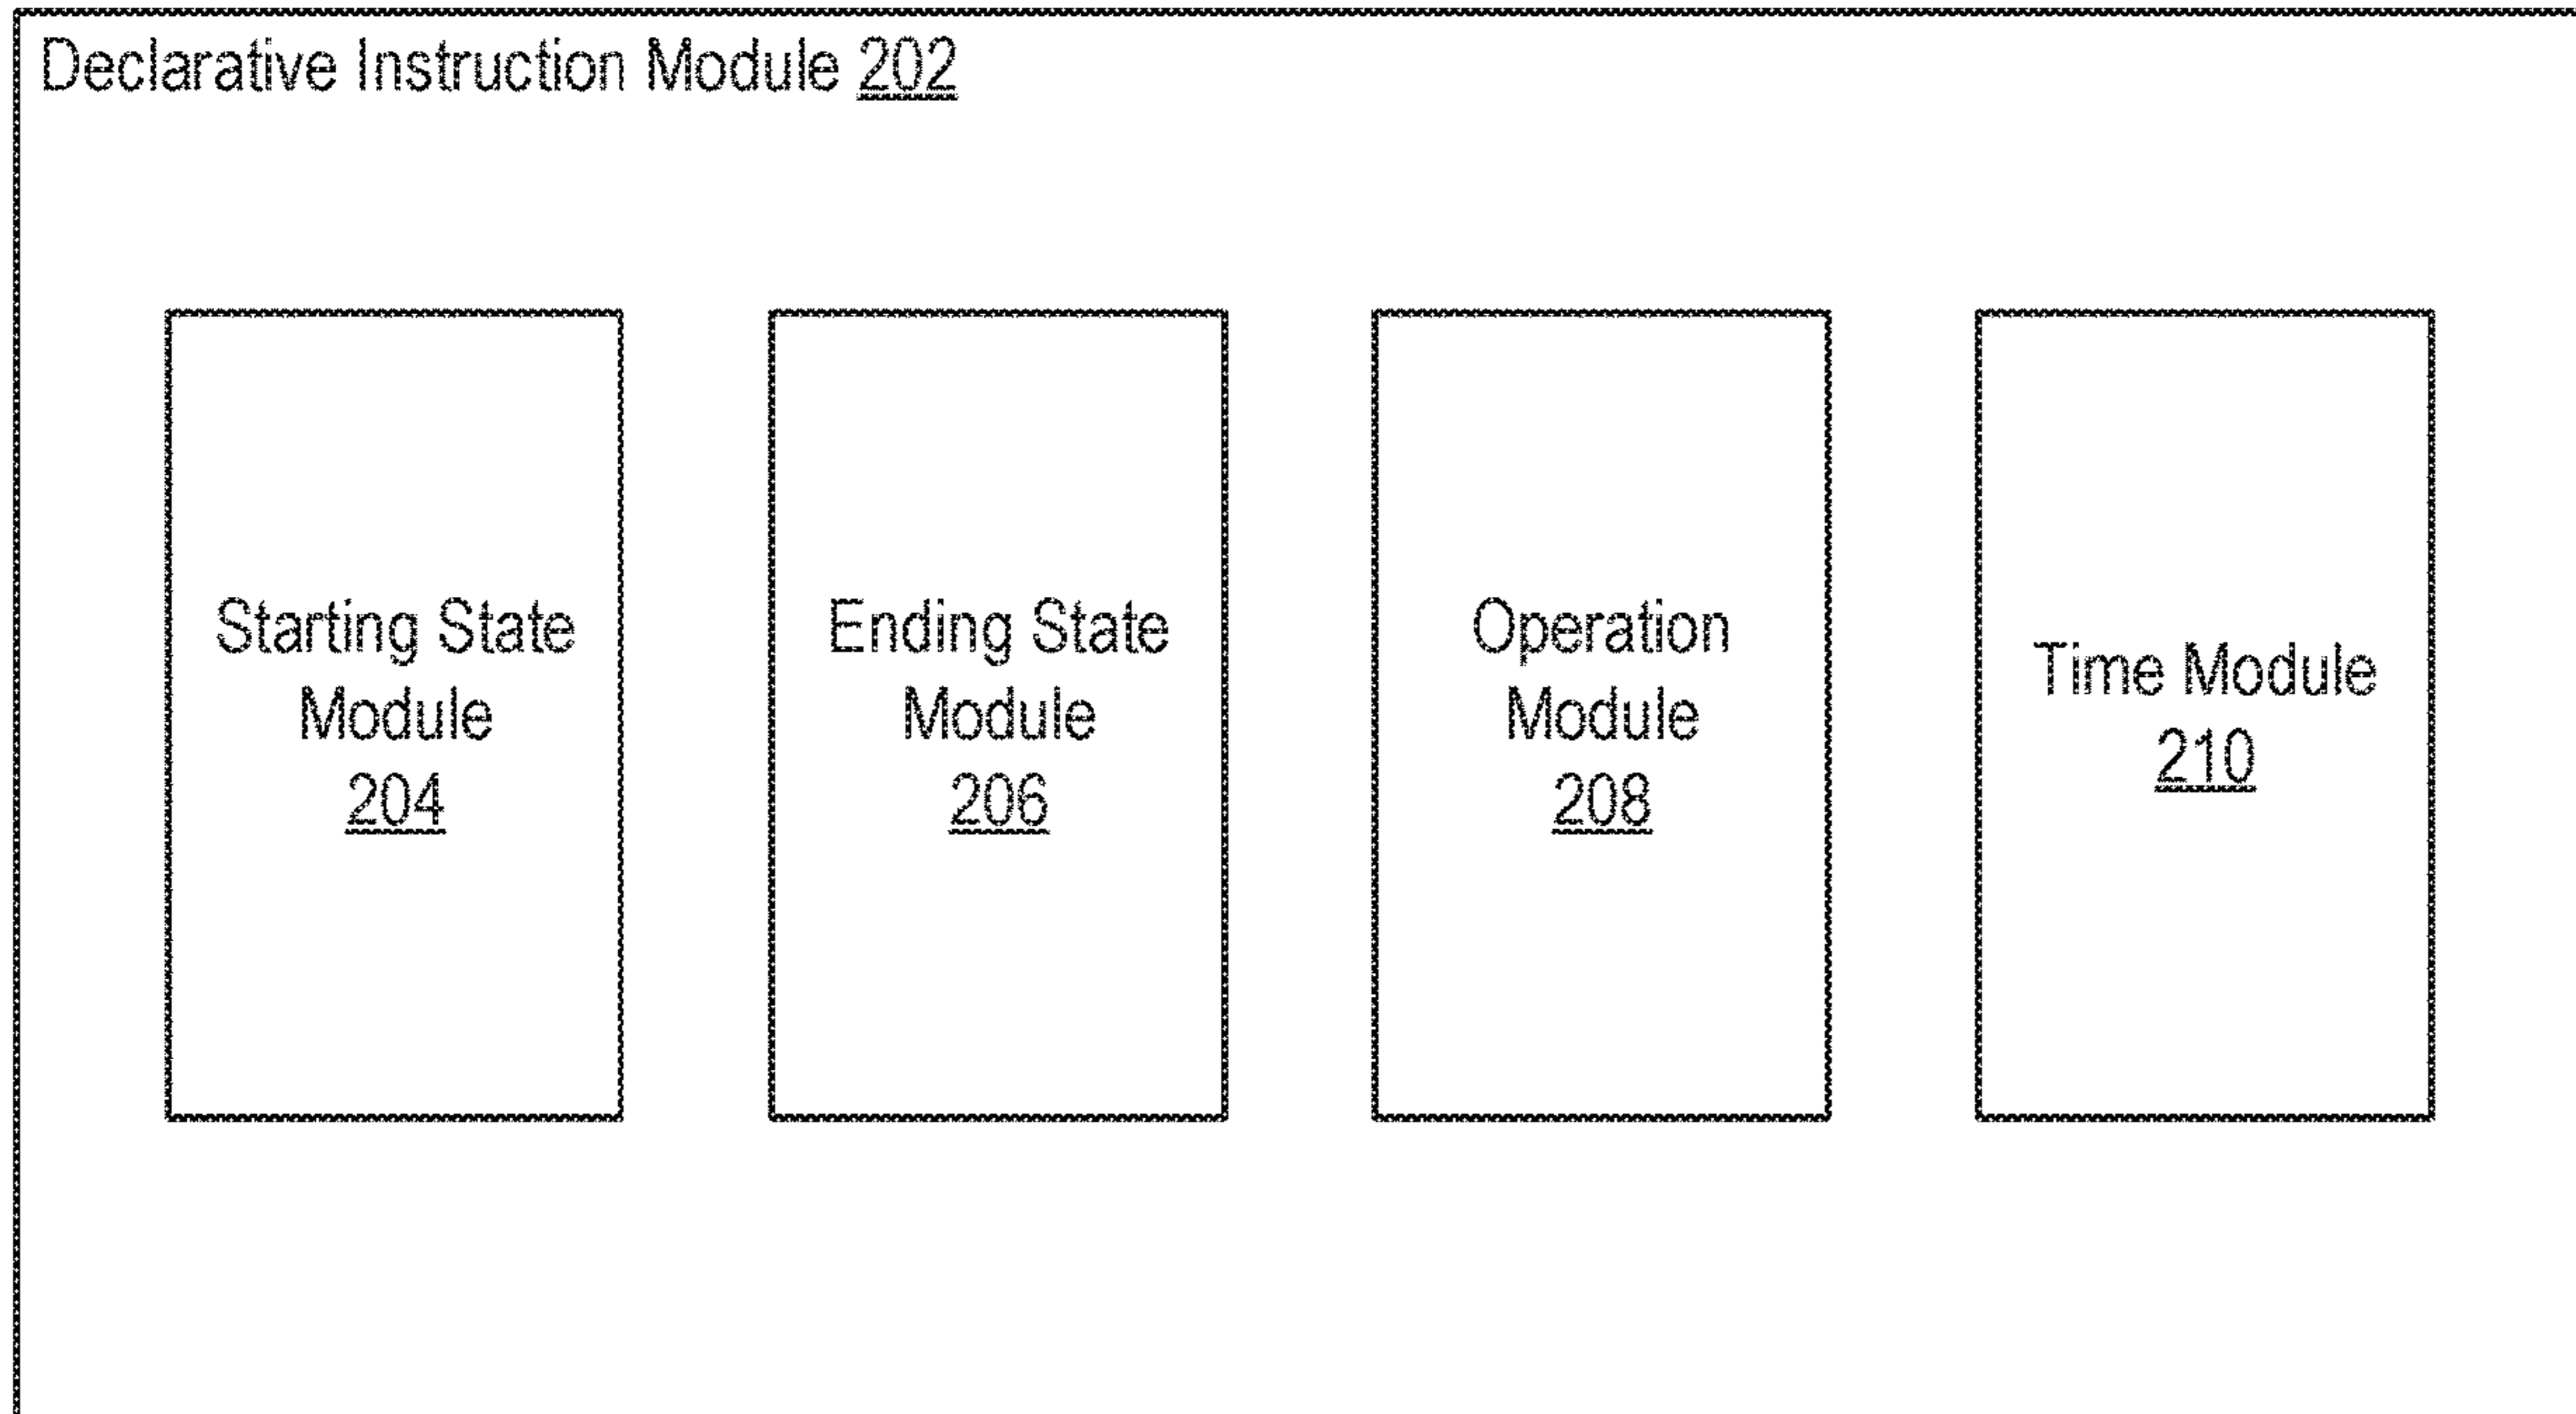 Declarative Instruction Module 202
Starting State
Module
204
Ending State
Module
206
Operation
Module
208
Time Module
210